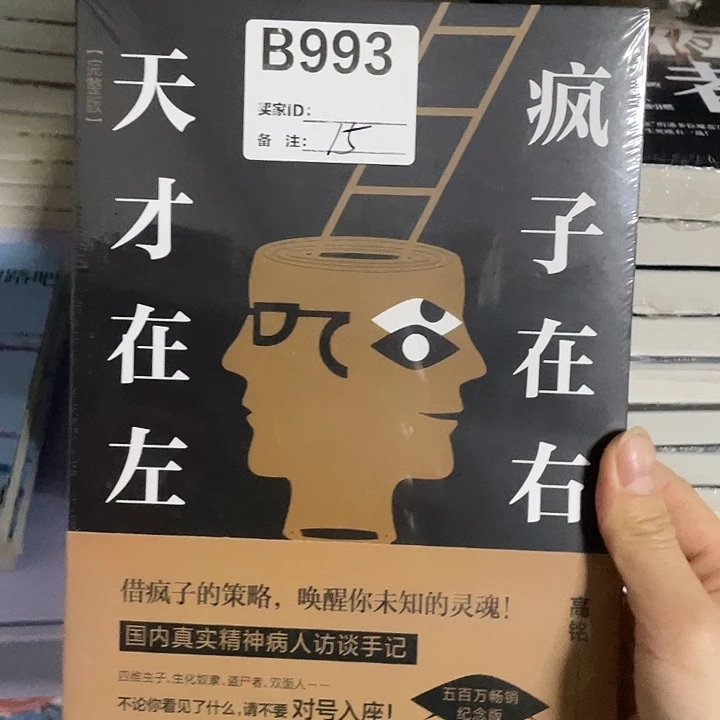 B993
买家ID:
备 注: 15
【完整版】
天才在左
疯子在右
借疯子的策略，唤醒你未知的灵魂！
国内真实精神病人访谈手记
高铭
四维虫子、生化奴隶、盗尸者、双面人——
不论你看见了什么，请不要 对号入座！
五百万畅销
纪念版